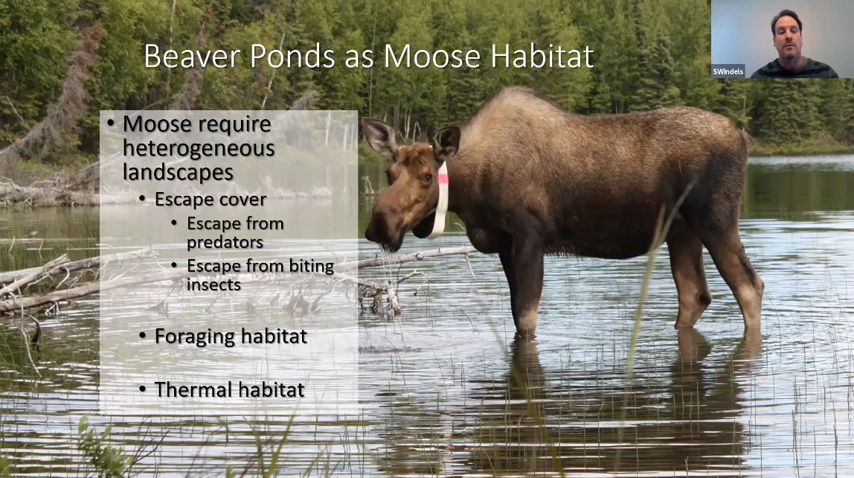 Beaver Ponds as Moose Habitat
SWindels
• Moose require
heterogeneous
landscapes
• Escape cover
• Escape from
predators
• Escape from biting
insects
• Foraging habitat
• Thermal habitat